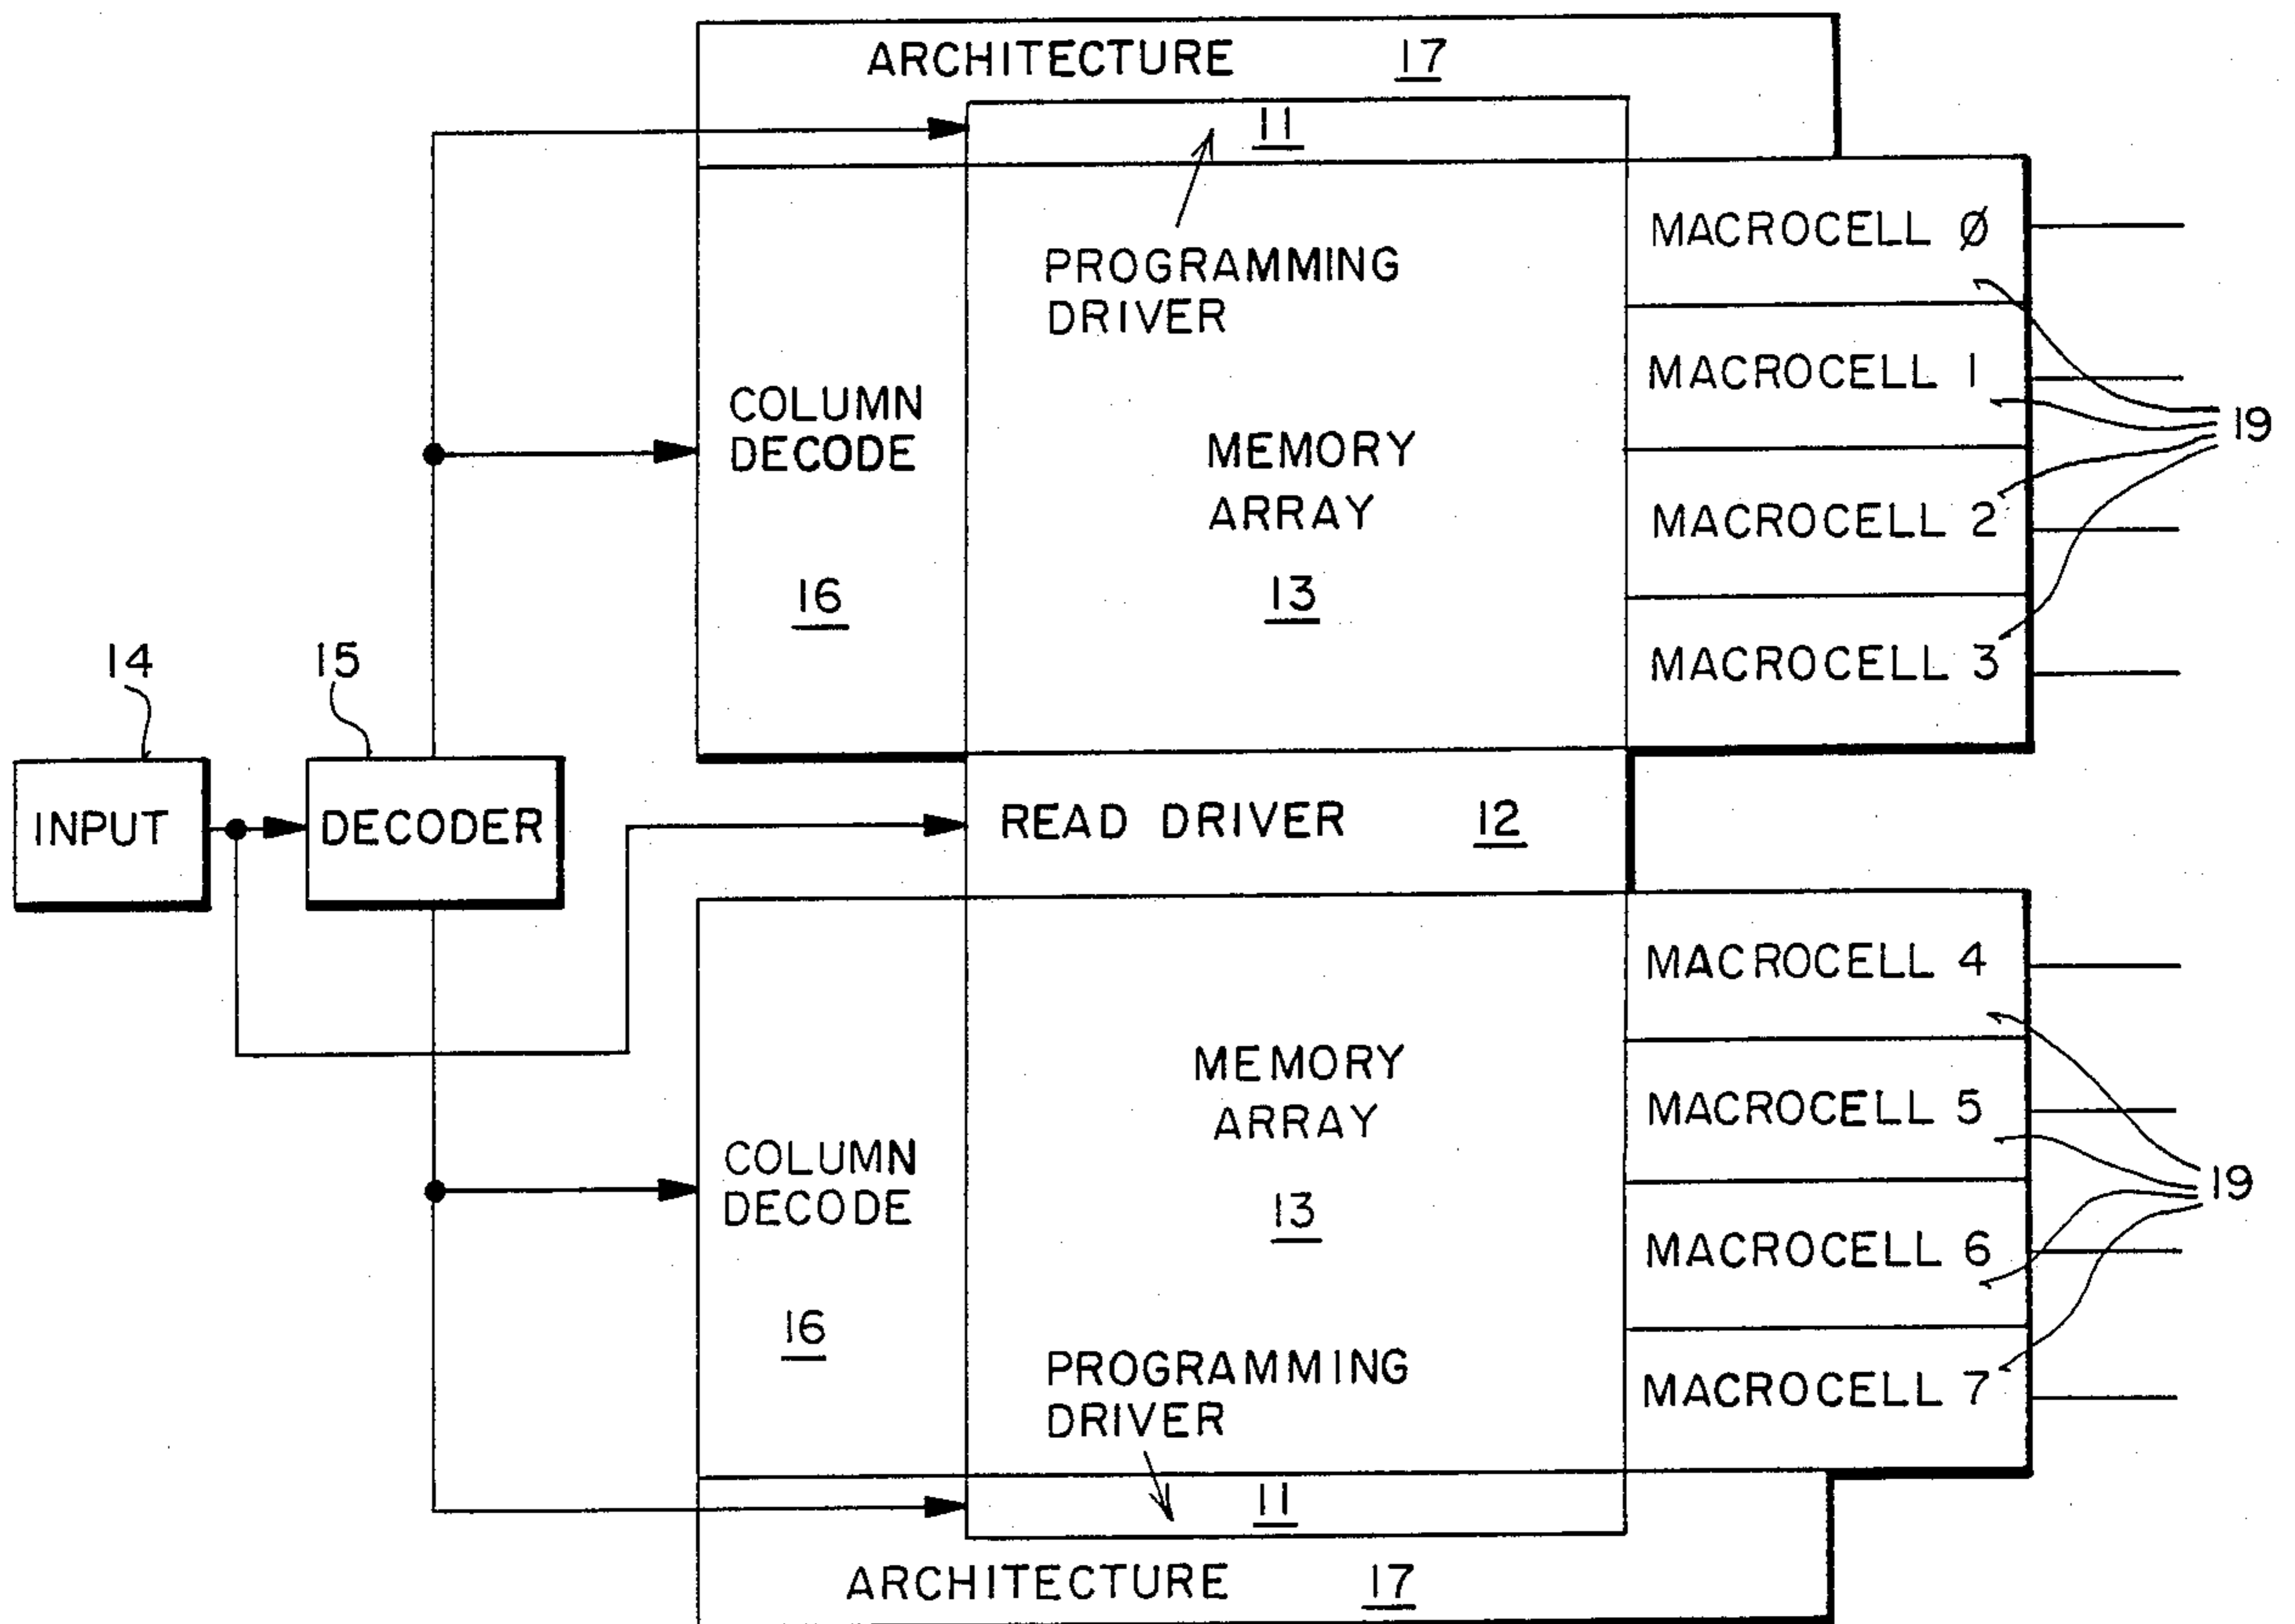 ARCHITECTURE 17
11
PROGRAMMING
DRIVER
COLUMN
DECODE
16
MEMORY
ARRAY
13
MACROCELL Ø
MACROCELL 1
MACROCELL 2
MACROCELL 3
19
14
15
INPUT
DECODER
READ DRIVER 12
COLUMN
DECODE
16
MEMORY
ARRAY
13
PROGRAMMING
DRIVER
11
MACROCELL 4
MACROCELL 5
MACROCELL 6
MACROCELL 7
19
ARCHITECTURE 17